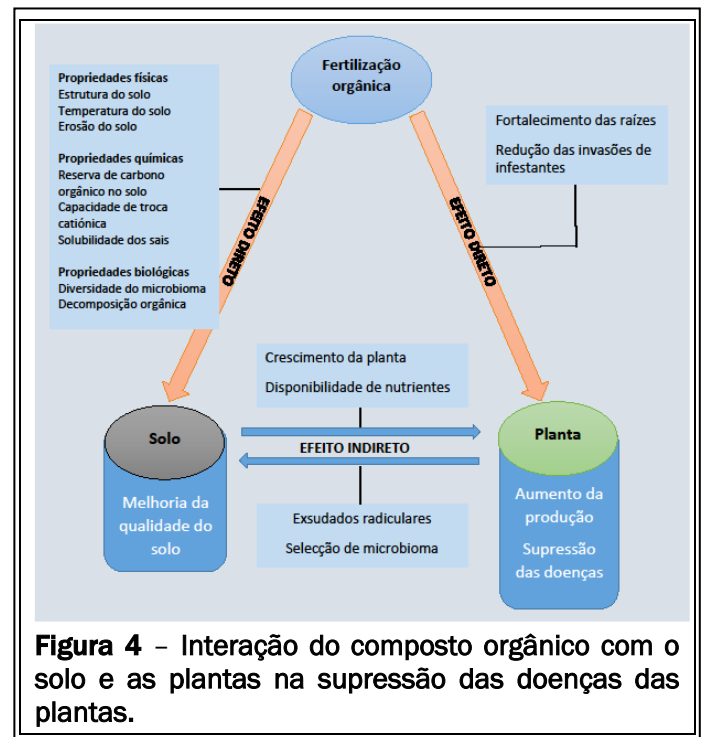 Fertilização
orgânica
Propriedades físicas
Estrutura do solo
Temperatura do solo
Erosão do solo
Propriedades químicas
Reserva de carbono
orgânico no solo
Capacidade de troca
catiónica
Solubilidade dos sais
Propriedades biológicas
Diversidade do microbioma
Decomposição orgânica
Fortalecimento das raízes
Redução das invasões de
infestantes
EFEITO DIRETO
EFEITO DIRETO
Crescimento da planta
Disponibilidade de nutrientes
EFEITO INDIRETO
Exsudados radiculares
Selecção de microbioma
Solo
Melhoria da
qualidade do
solo
Planta
Aumento da
produção
Supressão
das doenças
Figura 4 – Interação do composto orgânico com o
solo e as plantas na supressão das doenças das
plantas.